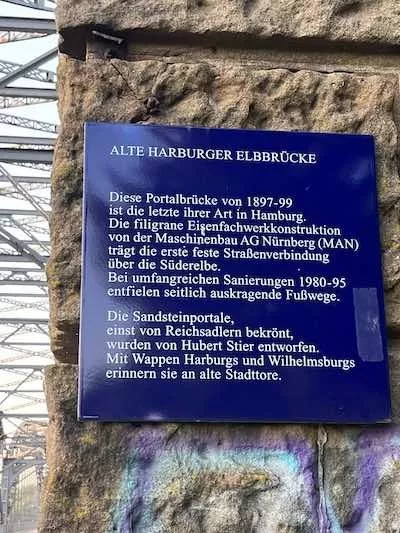 ALTE HARBURGER ELBBRÜCKE
Diese Portalbrücke von 1897-99
ist die letzte ihrer Art in Hamburg.
Die filigrane Eisenfachwerkkonstruktion
von der Maschinenbau AG Nürnberg (MAN)
trägt die erste feste Straßenverbindung
über die Süderelbe.
Bei umfangreichen Sanierungen 1980-95
entfielen seitlich auskragende Fußwege.
Die Sandsteinportale,
einst von Reichsadlern bekrönt,
wurden von Hubert Stier entworfen.
Mit Wappen Harburgs und Wilhelmsburgs
erinnern sie an alte Stadttore.